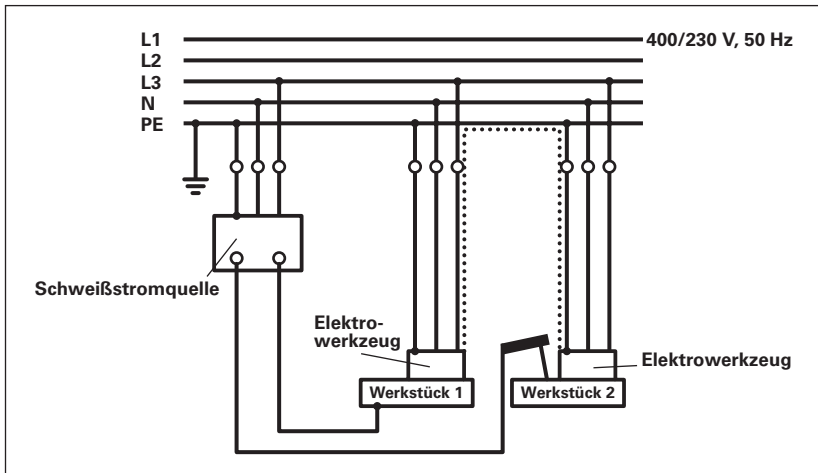 L1
400/230 V, 50 Hz
L2
L3
N
PE
Schweißstromquelle
Elektro-
werkzeug
Elektrowerkzeug
Werkstück 1
Werkstück 2